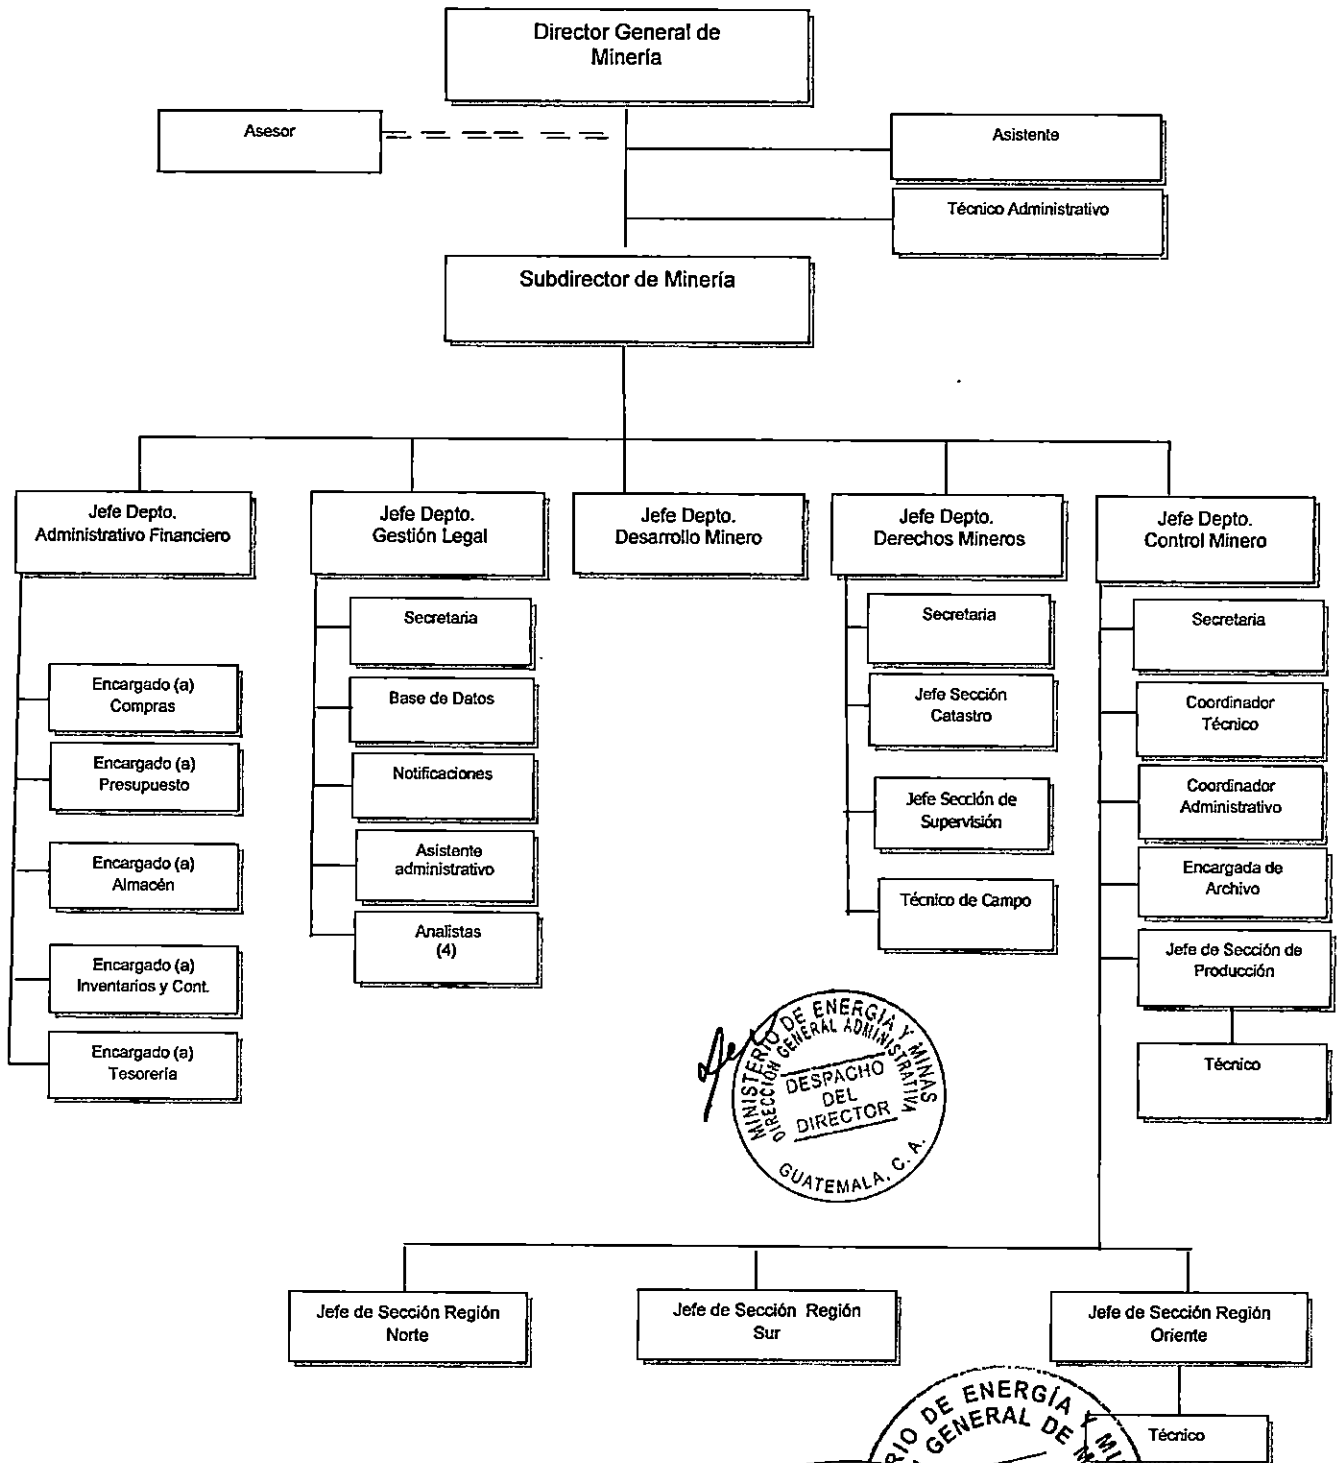 Director General de
Minería
Asesor
Asistente
Técnico Administrativo
Subdirector de Minería
Jefe Depto.
Administrativo Financiero
Jefe Depto.
Gestión Legal
Jefe Depto.
Desarrollo Minero
Jefe Depto.
Derechos Mineros
Jefe Depto.
Control Minero
Encargado (a)
Compras
Encargado (a)
Presupuesto
Encargado (a)
Almacén
Encargado (a)
Inventarios y Cont.
Encargado (a)
Tesorería
Secretaria
Base de Datos
Notificaciones
Asistente
administrativo
Analistas
(4)
Secretaria
Jefe Sección
Catastro
Jefe Sección de
Supervisión
Técnico de Campo
Secretaria
Coordinador
Técnico
Coordinador
Administrativo
Encargada de
Archivo
Jefe de Sección de
Producción
Técnico
MINISTERIO DE ENERGIA Y MINAS
DIRECCIÓN GENERAL ADMINISTRATIVA
DESPACHO
DEL
DIRECTOR
GUATEMALA, C. A.
Jefe de Sección Región
Norte
Jefe de Sección Región
Sur
Jefe de Sección Región
Oriente
Técnico
DE ENERGÍA Y
GENERAL DE